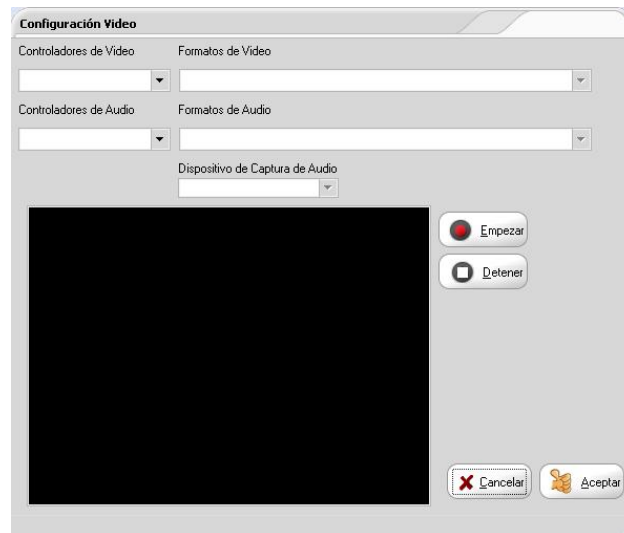 Configuración Video
Controladores de Video Formatos de Video
Controladores de Audio Formatos de Audio
Dispositivo de Captura de Audio
Empezar
Detener
Cancelar Aceptar